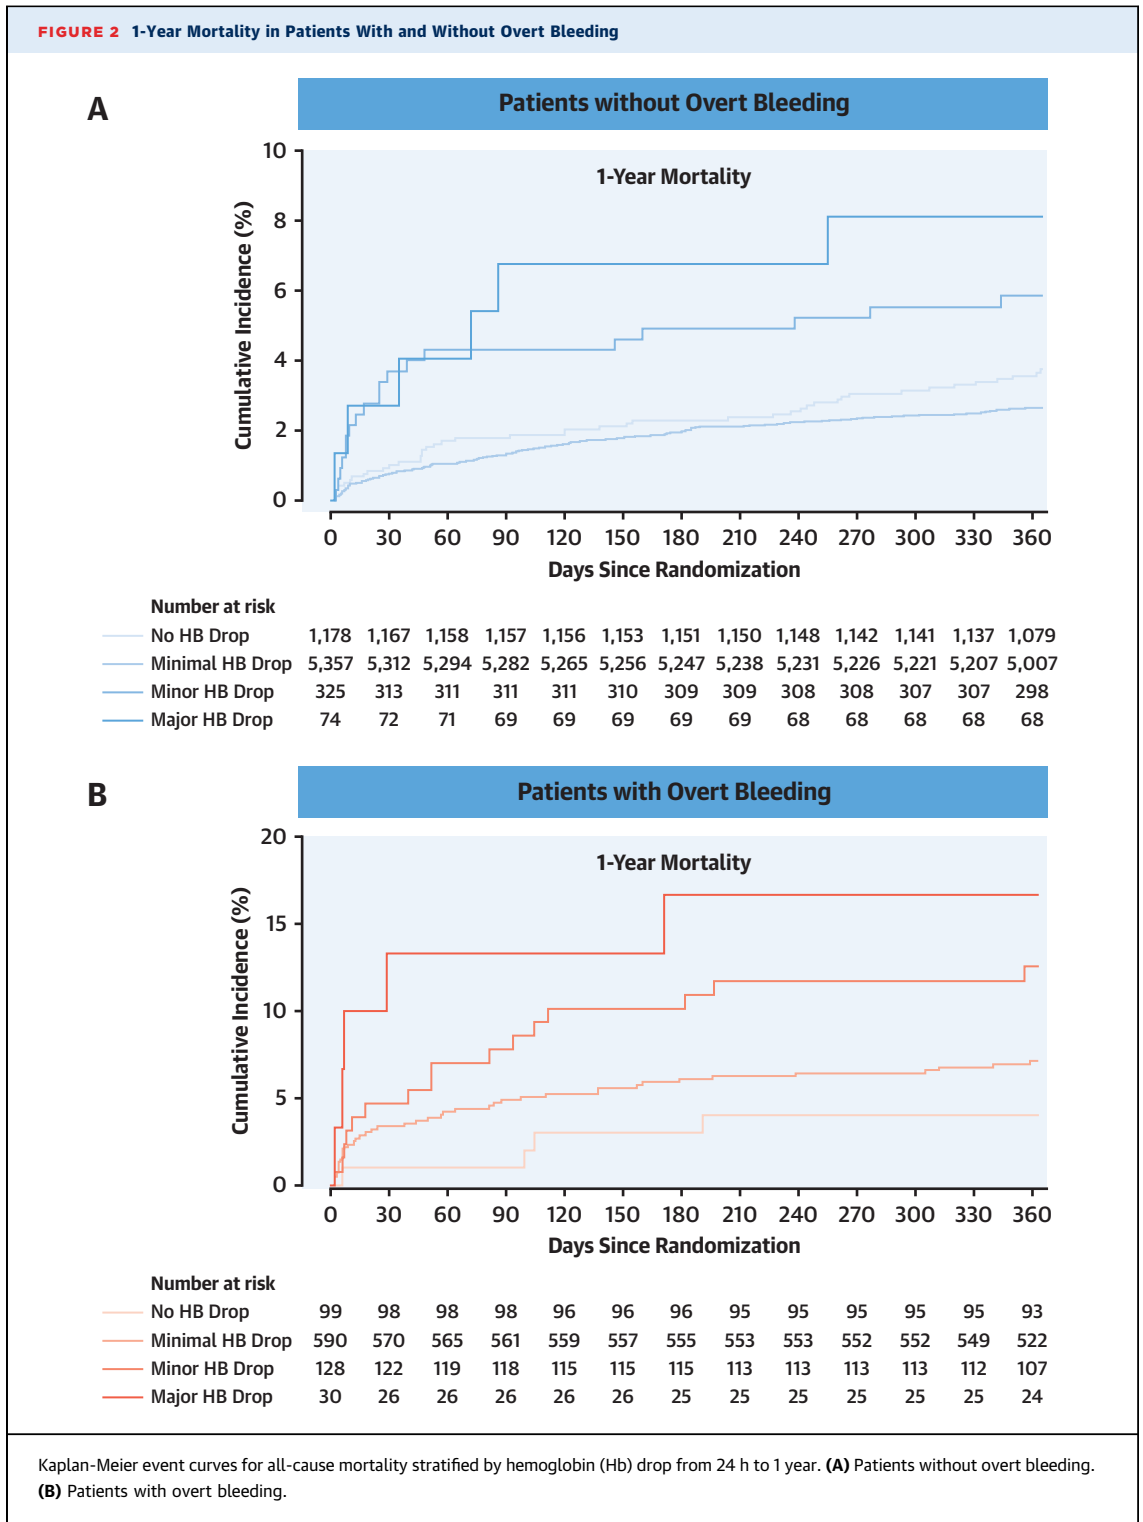 FIGURE 2 1-Year Mortality in Patients With and Without Overt Bleeding
A
Patients without Overt Bleeding
1-Year Mortality
Cumulative Incidence (%)
10
8
6
4
2
0
0 30 60 90 120 150 180 210 240 270 300 330 360
Days Since Randomization
Number at risk
No HB Drop 1,178 1,167 1,158 1,157 1,156 1,153 1,151 1,150 1,148 1,142 1,141 1,137 1,079
Minimal HB Drop 5,357 5,312 5,294 5,282 5,265 5,256 5,247 5,238 5,231 5,226 5,221 5,207 5,007
Minor HB Drop 325 313 311 311 311 310 309 309 308 308 307 307 298
Major HB Drop 74 72 71 69 69 69 69 69 68 68 68 68 68
B
Patients with Overt Bleeding
1-Year Mortality
Cumulative Incidence (%)
20
15
10
5
0
0 30 60 90 120 150 180 210 240 270 300 330 360
Days Since Randomization
Number at risk
No HB Drop 99 98 98 98 96 96 96 95 95 95 95 95 93
Minimal HB Drop 590 570 565 561 559 557 555 553 553 552 552 549 522
Minor HB Drop 128 122 119 118 115 115 115 113 113 113 113 112 107
Major HB Drop 30 26 26 26 26 26 25 25 25 25 25 25 24
Kaplan-Meier event curves for all-cause mortality stratified by hemoglobin (Hb) drop from 24 h to 1 year. (A) Patients without overt bleeding.
(B) Patients with overt bleeding.